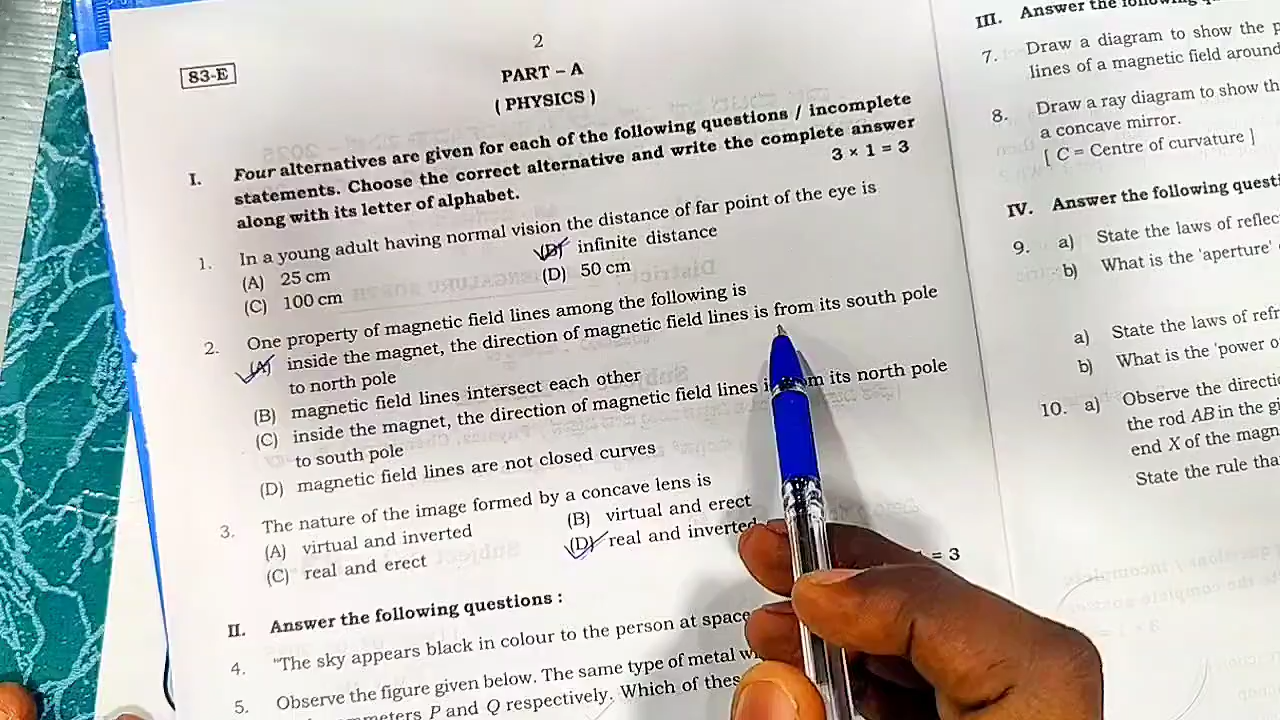 2
83-E
PART – A
( PHYSICS )
I. Four alternatives are given for each of the following questions / incomplete
statements. Choose the correct alternative and write the complete answer
along with its letter of alphabet. 3 × 1 = 3
1. In a young adult having normal vision the distance of far point of the eye is
(A) 25 cm (B) infinite distance
(C) 100 cm (D) 50 cm
2. One property of magnetic field lines among the following is
(A) inside the magnet, the direction of magnetic field lines is from its south pole
to north pole
(B) magnetic field lines intersect each other
(C) inside the magnet, the direction of magnetic field lines its north pole
to south pole
(D) magnetic field lines are not closed curves
3. The nature of the image formed by a concave lens is
(A) virtual and inverted (B) virtual and erect
(C) real and erect (D) real and inverted
II. Answer the following questions : = 3
4. "The sky appears black in colour to the person at space
5. Observe the figure given below. The same type of metal
P and Q respectively. Which of
III. Answer the
7. Draw a diagram to show the
lines of a magnetic field around
8. Draw a ray diagram to show
a concave mirror.
[ C = Centre of curvature ]
IV. Answer the following
9. a) State the laws of
b) What is the 'aperture'
a) State the laws of
b) What is the 'power
10. a) Observe the
the rod AB in the
end X of the
State the rule